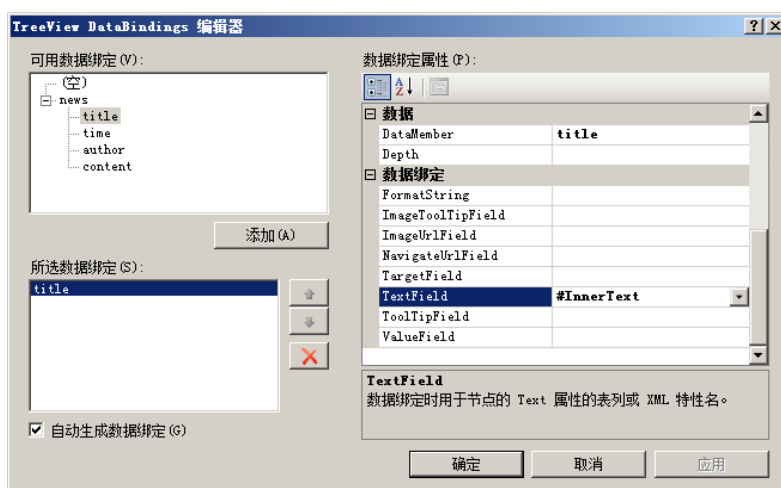 TreeView DataBindings 编辑器
可用数据绑定(V):
(空)
news
title
time
author
content
添加(A)
所选数据绑定(S):
title
自动生成数据绑定(G)
数据绑定属性(P):
数据
DataMember title
Depth
数据绑定
FormatString
ImageToolTipField
ImageUrlField
NavigateUrlField
TargetField
TextField #InnerText
ToolTipField
ValueField
TextField
数据绑定时用于节点的 Text 属性的表列或 XML 特性名。
确定 取消 应用